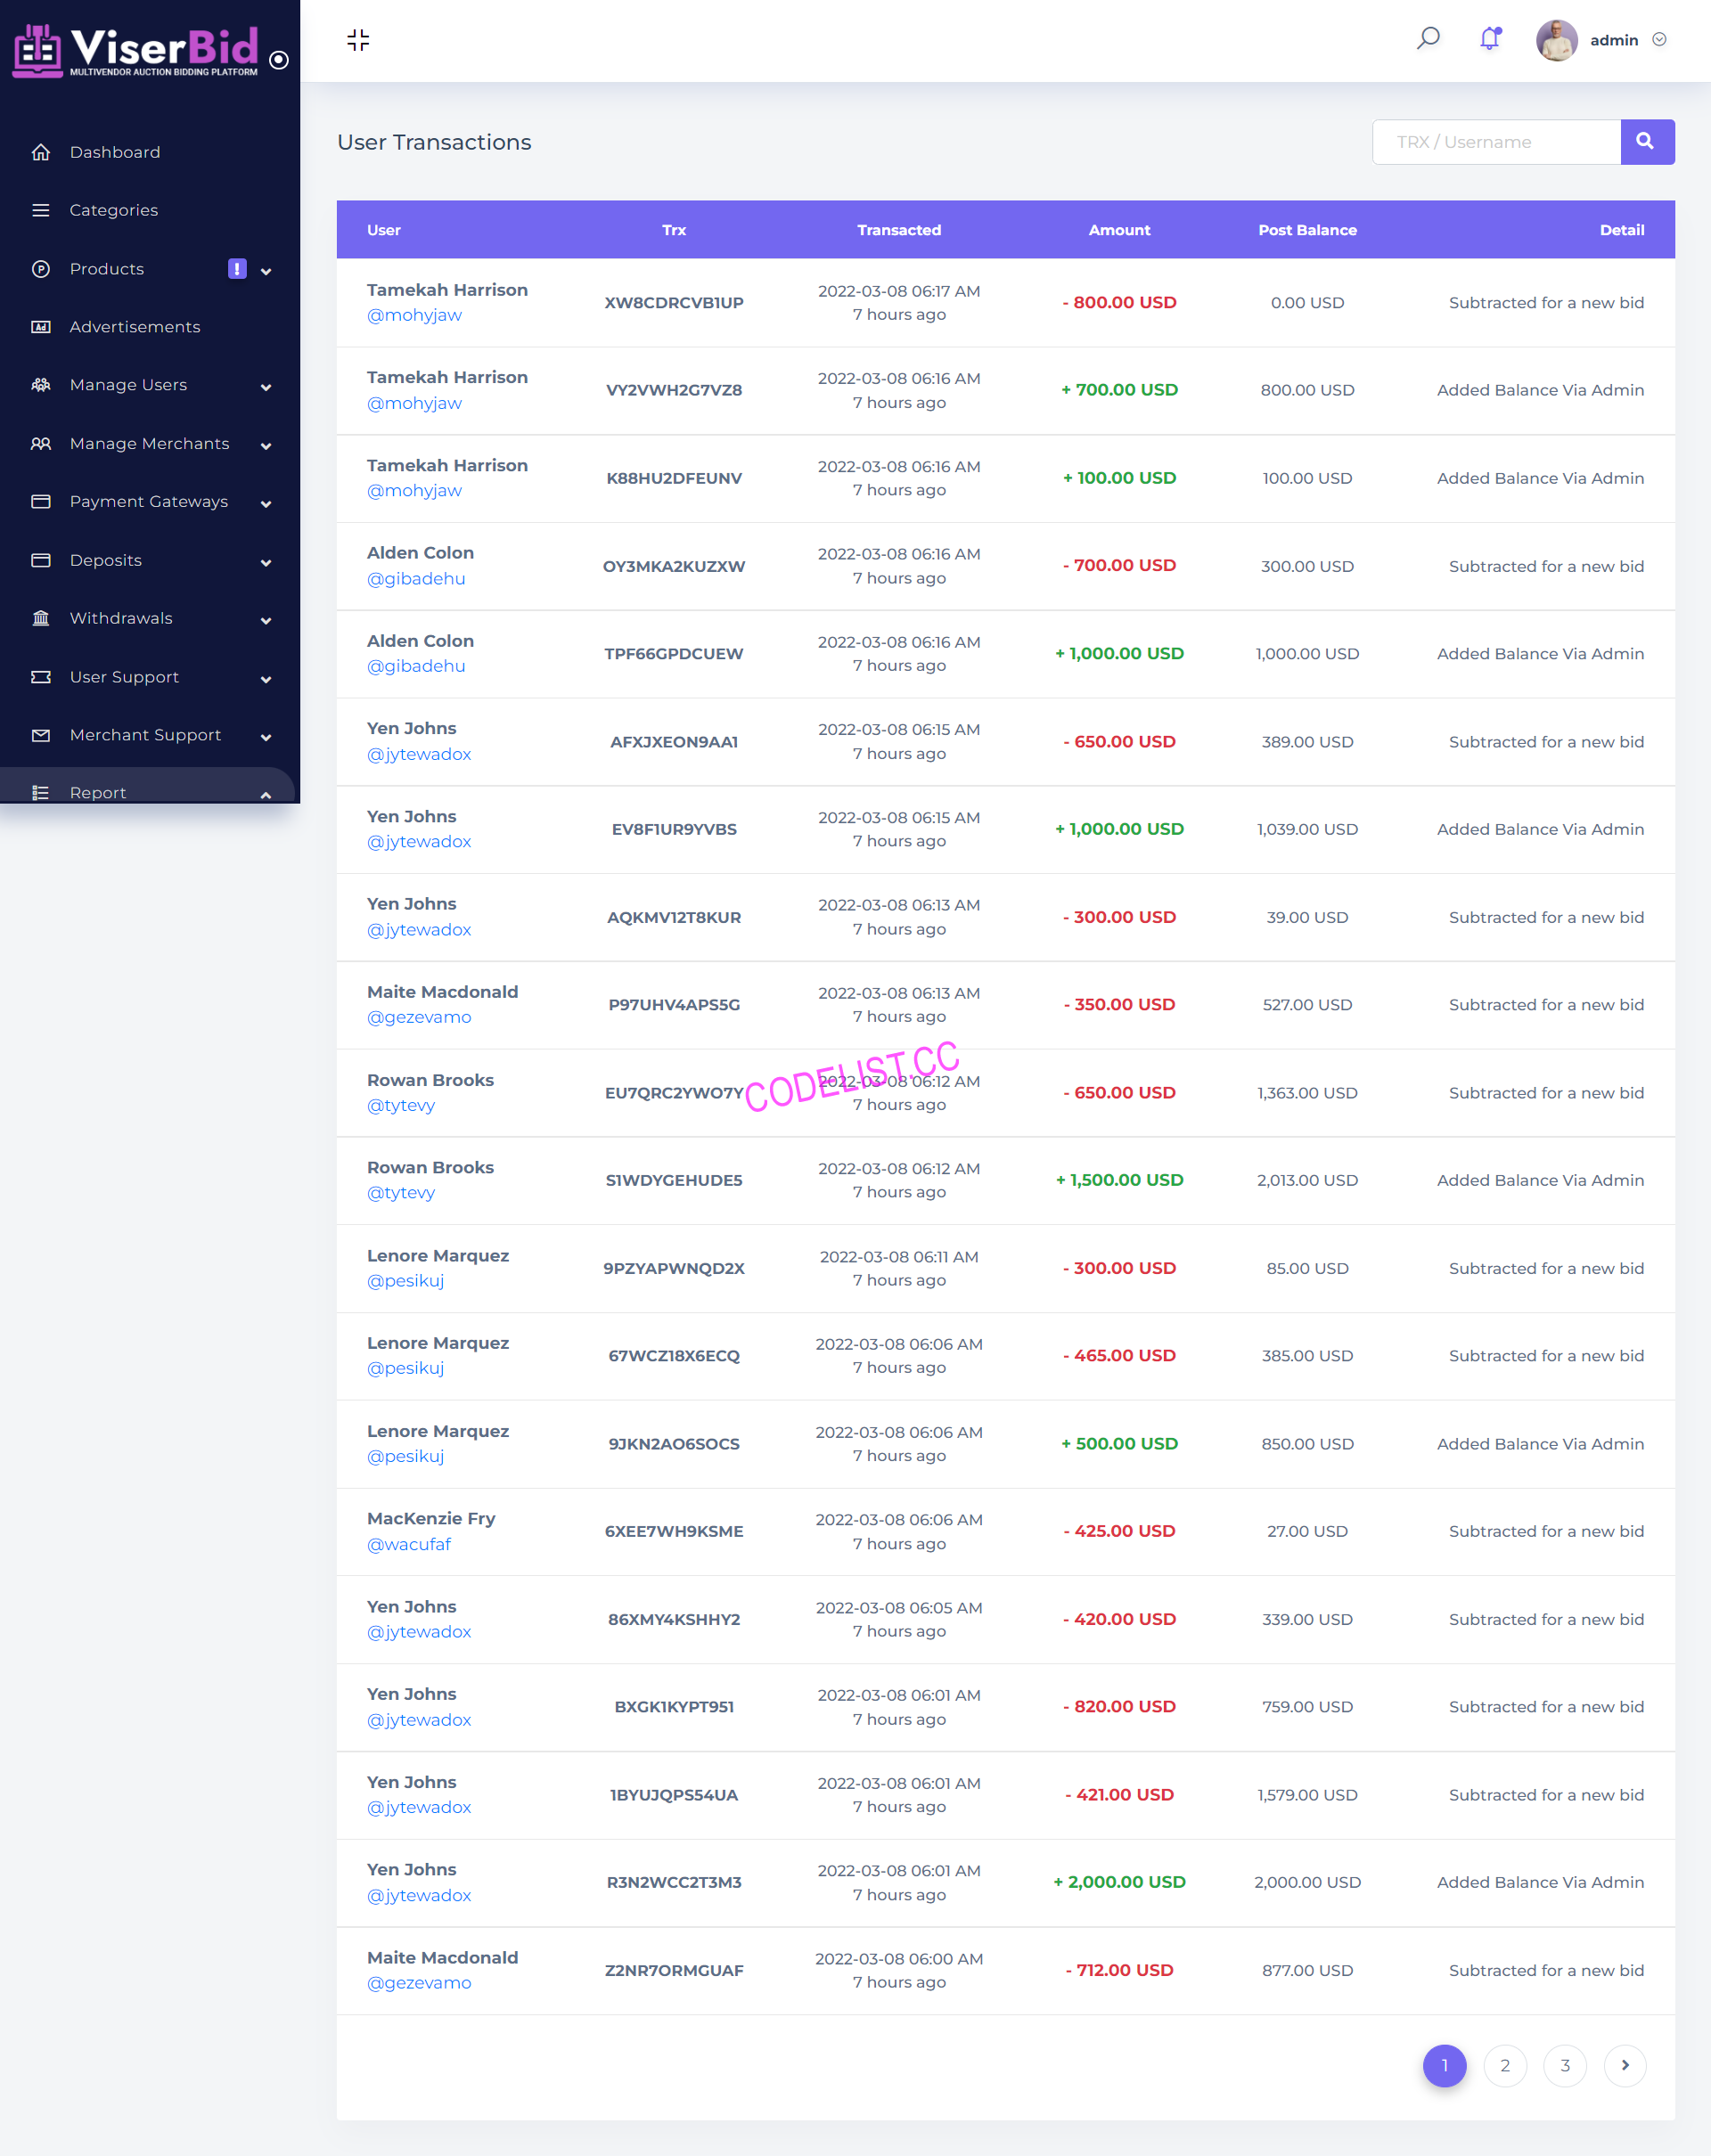 ViserBid
MULTIVENDOR AUCTION BIDDING PLATFORM
admin
Dashboard
Categories
Products
Advertisements
Manage Users
Manage Merchants
Payment Gateways
Deposits
Withdrawals
User Support
Merchant Support
Report
User Transactions
TRX / Username
User Trx Transacted Amount Post Balance Detail
Tamekah Harrison
@mohyjaw
XW8CDRCVB1UP
2022-03-08 06:17 AM
7 hours ago
- 800.00 USD
0.00 USD
Subtracted for a new bid
Tamekah Harrison
@mohyjaw
VY2VWH2G7VZ8
2022-03-08 06:16 AM
7 hours ago
+ 700.00 USD
800.00 USD
Added Balance Via Admin
Tamekah Harrison
@mohyjaw
K88HU2DFEUNV
2022-03-08 06:16 AM
7 hours ago
+ 100.00 USD
100.00 USD
Added Balance Via Admin
Alden Colon
@gibadehu
OY3MKA2KUZXW
2022-03-08 06:16 AM
7 hours ago
- 700.00 USD
300.00 USD
Subtracted for a new bid
Alden Colon
@gibadehu
TPF66GPDCUEW
2022-03-08 06:16 AM
7 hours ago
+ 1,000.00 USD
1,000.00 USD
Added Balance Via Admin
Yen Johns
@jytewadox
AFXJXEON9AA1
2022-03-08 06:15 AM
7 hours ago
- 650.00 USD
389.00 USD
Subtracted for a new bid
Yen Johns
@jytewadox
EV8F1UR9YVBS
2022-03-08 06:15 AM
7 hours ago
+ 1,000.00 USD
1,039.00 USD
Added Balance Via Admin
Yen Johns
@jytewadox
AQKMV12T8KUR
2022-03-08 06:13 AM
7 hours ago
- 300.00 USD
39.00 USD
Subtracted for a new bid
Maite Macdonald
@gezevamo
P97UHV4APS5G
2022-03-08 06:13 AM
7 hours ago
- 350.00 USD
527.00 USD
Subtracted for a new bid
Rowan Brooks
@tytevy
EU7QRC2YWO7Y
2022-03-08 06:12 AM
7 hours ago
- 650.00 USD
1,363.00 USD
Subtracted for a new bid
CODELIST.CC
Rowan Brooks
@tytevy
S1WDYGEHUDE5
2022-03-08 06:12 AM
7 hours ago
+ 1,500.00 USD
2,013.00 USD
Added Balance Via Admin
Lenore Marquez
@pesikuj
9PZYAPWNQD2X
2022-03-08 06:11 AM
7 hours ago
- 300.00 USD
85.00 USD
Subtracted for a new bid
Lenore Marquez
@pesikuj
67WCZ18X6ECQ
2022-03-08 06:06 AM
7 hours ago
- 465.00 USD
385.00 USD
Subtracted for a new bid
Lenore Marquez
@pesikuj
9JKN2AO6SOCS
2022-03-08 06:06 AM
7 hours ago
+ 500.00 USD
850.00 USD
Added Balance Via Admin
MacKenzie Fry
@wacufaf
6XEE7WH9KSME
2022-03-08 06:06 AM
7 hours ago
- 425.00 USD
27.00 USD
Subtracted for a new bid
Yen Johns
@jytewadox
86XMY4KSHHY2
2022-03-08 06:05 AM
7 hours ago
- 420.00 USD
339.00 USD
Subtracted for a new bid
Yen Johns
@jytewadox
BXGK1KYPT951
2022-03-08 06:01 AM
7 hours ago
- 820.00 USD
759.00 USD
Subtracted for a new bid
Yen Johns
@jytewadox
1BYUJQPS54UA
2022-03-08 06:01 AM
7 hours ago
- 421.00 USD
1,579.00 USD
Subtracted for a new bid
Yen Johns
@jytewadox
R3N2WCC2T3M3
2022-03-08 06:01 AM
7 hours ago
+ 2,000.00 USD
2,000.00 USD
Added Balance Via Admin
Maite Macdonald
@gezevamo
Z2NR7ORMGUAF
2022-03-08 06:00 AM
7 hours ago
- 712.00 USD
877.00 USD
Subtracted for a new bid
1 2 3